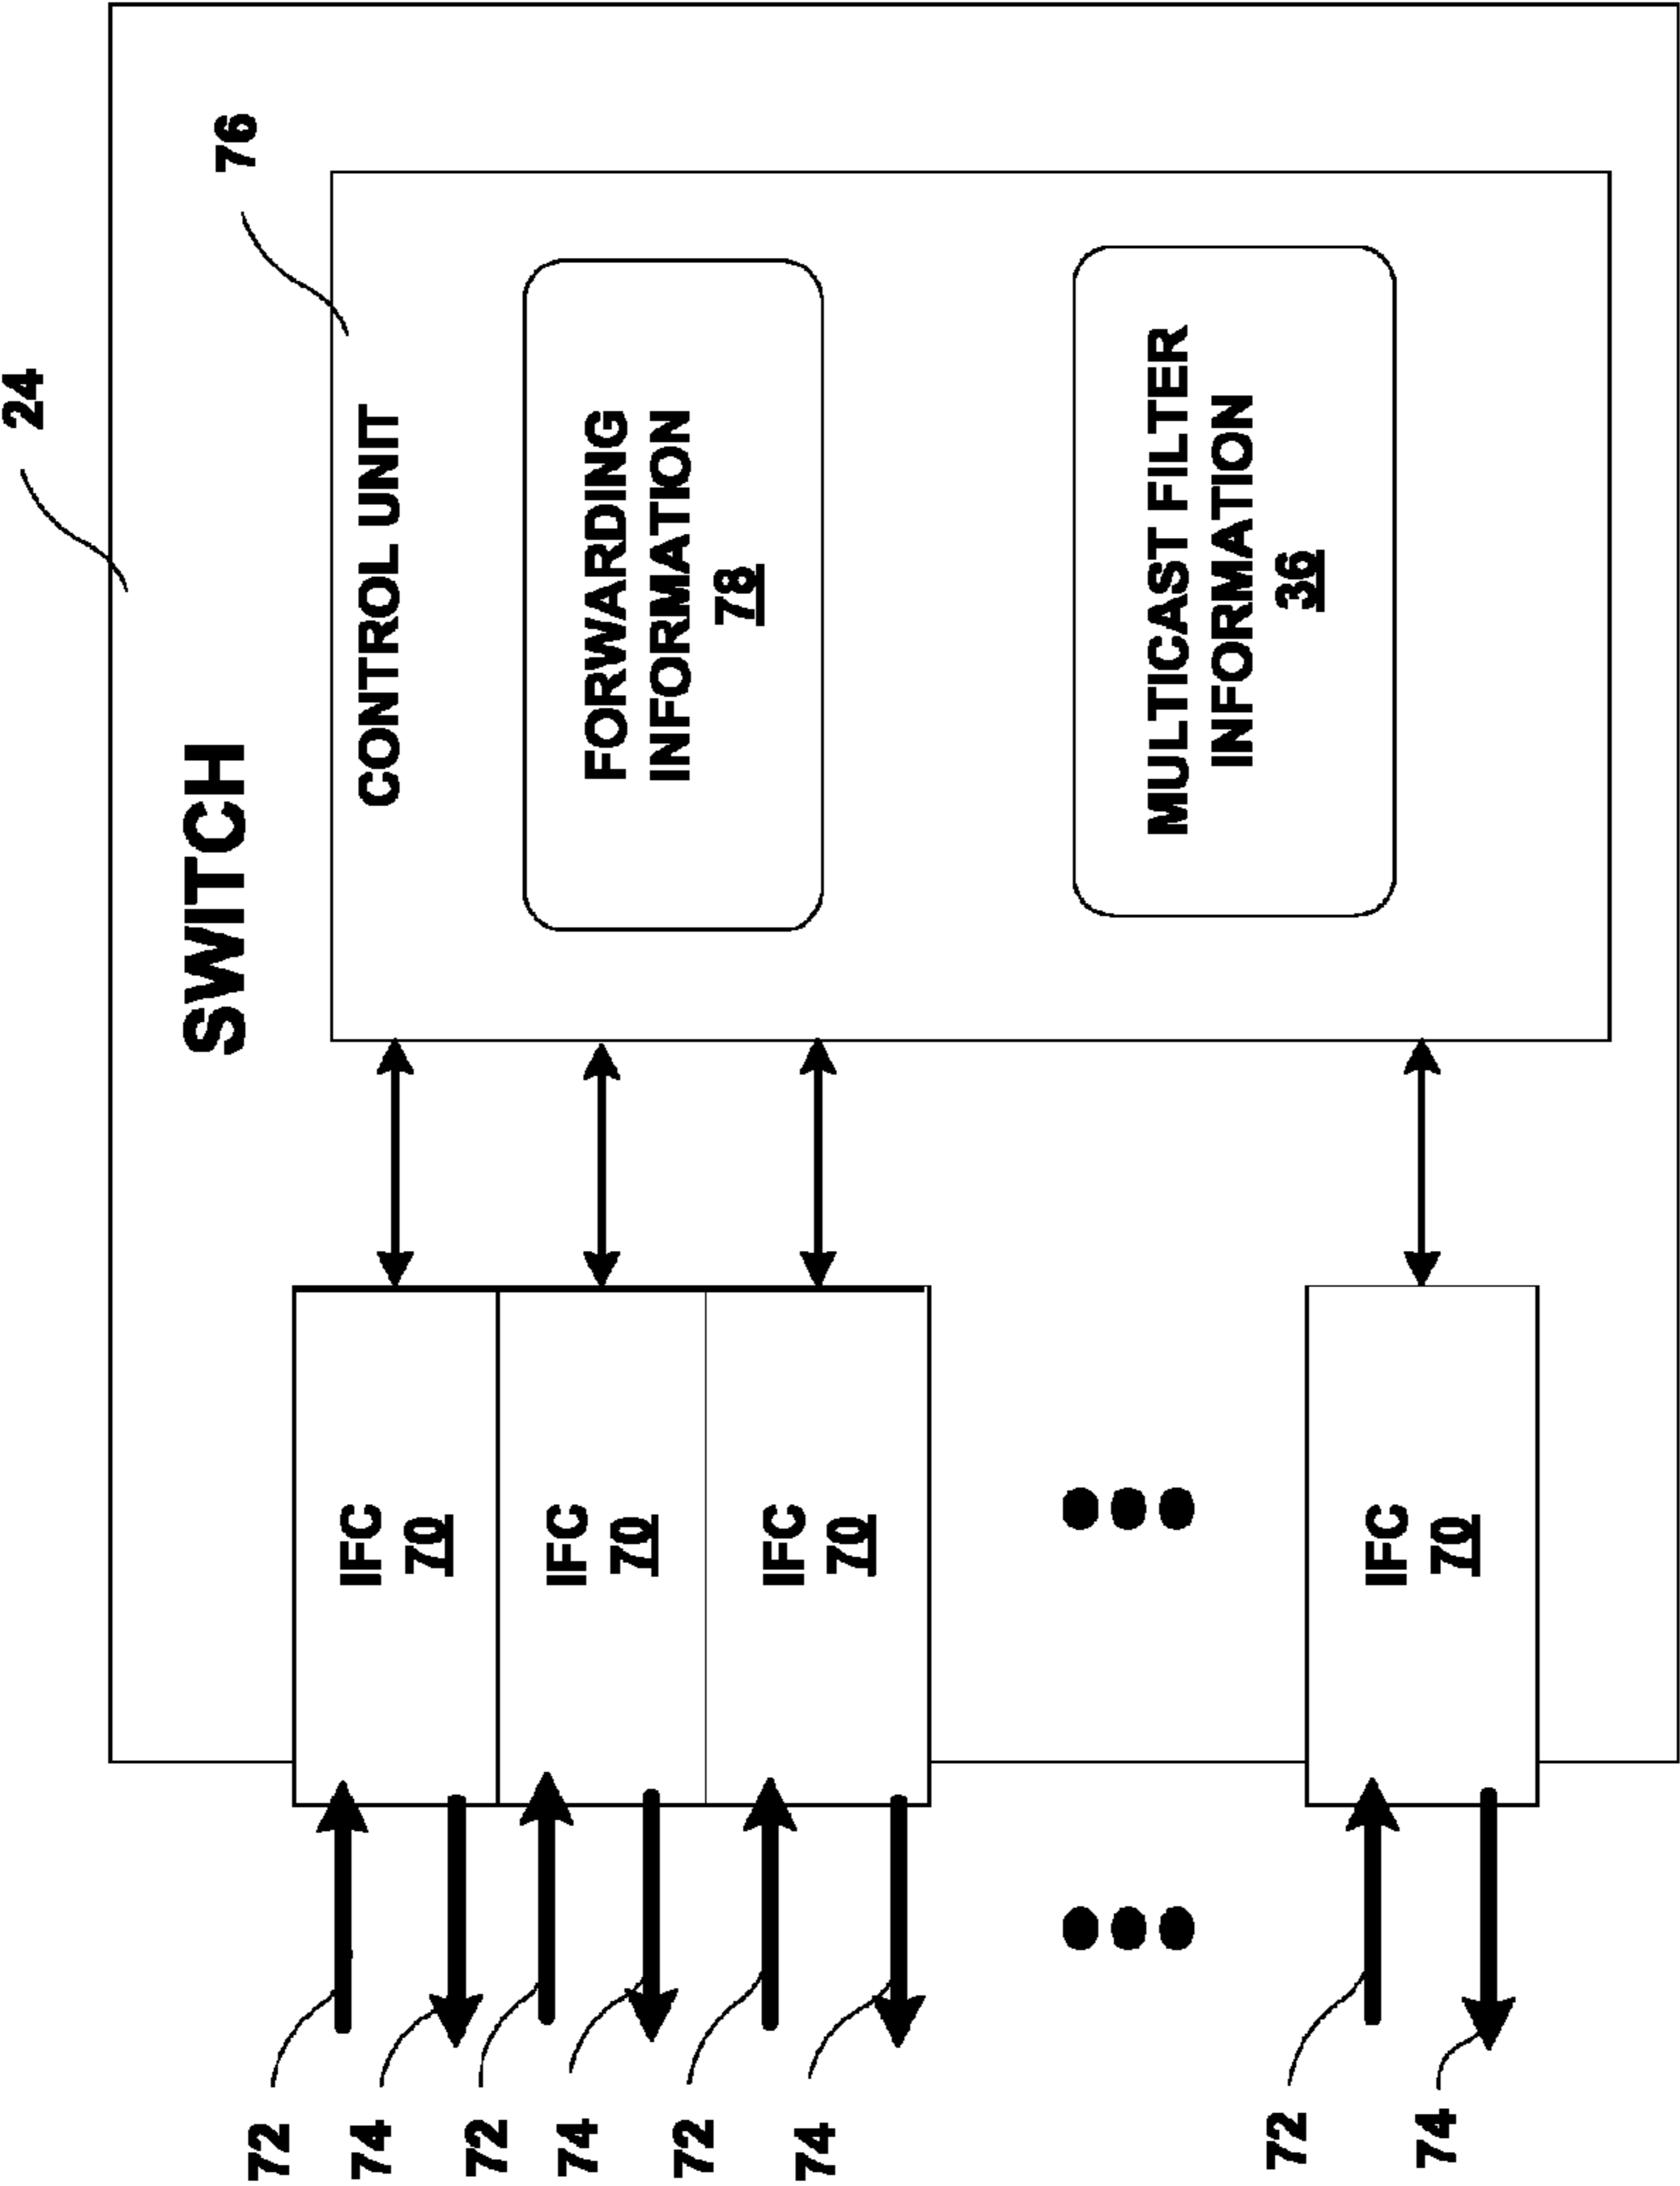 24
SWITCH
76
CONTROL UNIT
FORWARDING
INFORMATION
78
MULTICAST FILTER
INFORMATION
36
IFC
70
IFC
70
IFC
70
IFC
70
72
74
72
74
72
74
72
74